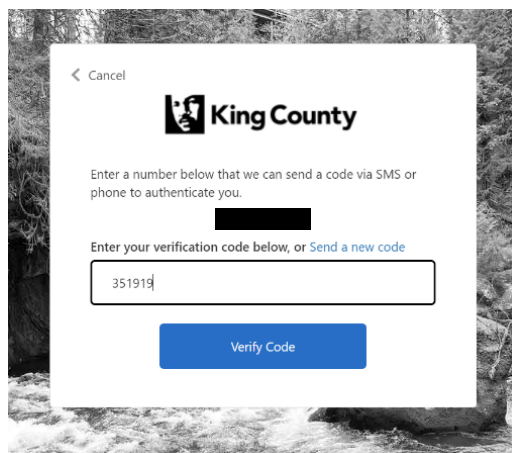 Cancel
King County
Enter a number below that we can send a code via SMS or
phone to authenticate you.
Enter your verification code below, or Send a new code
351919
Verify Code